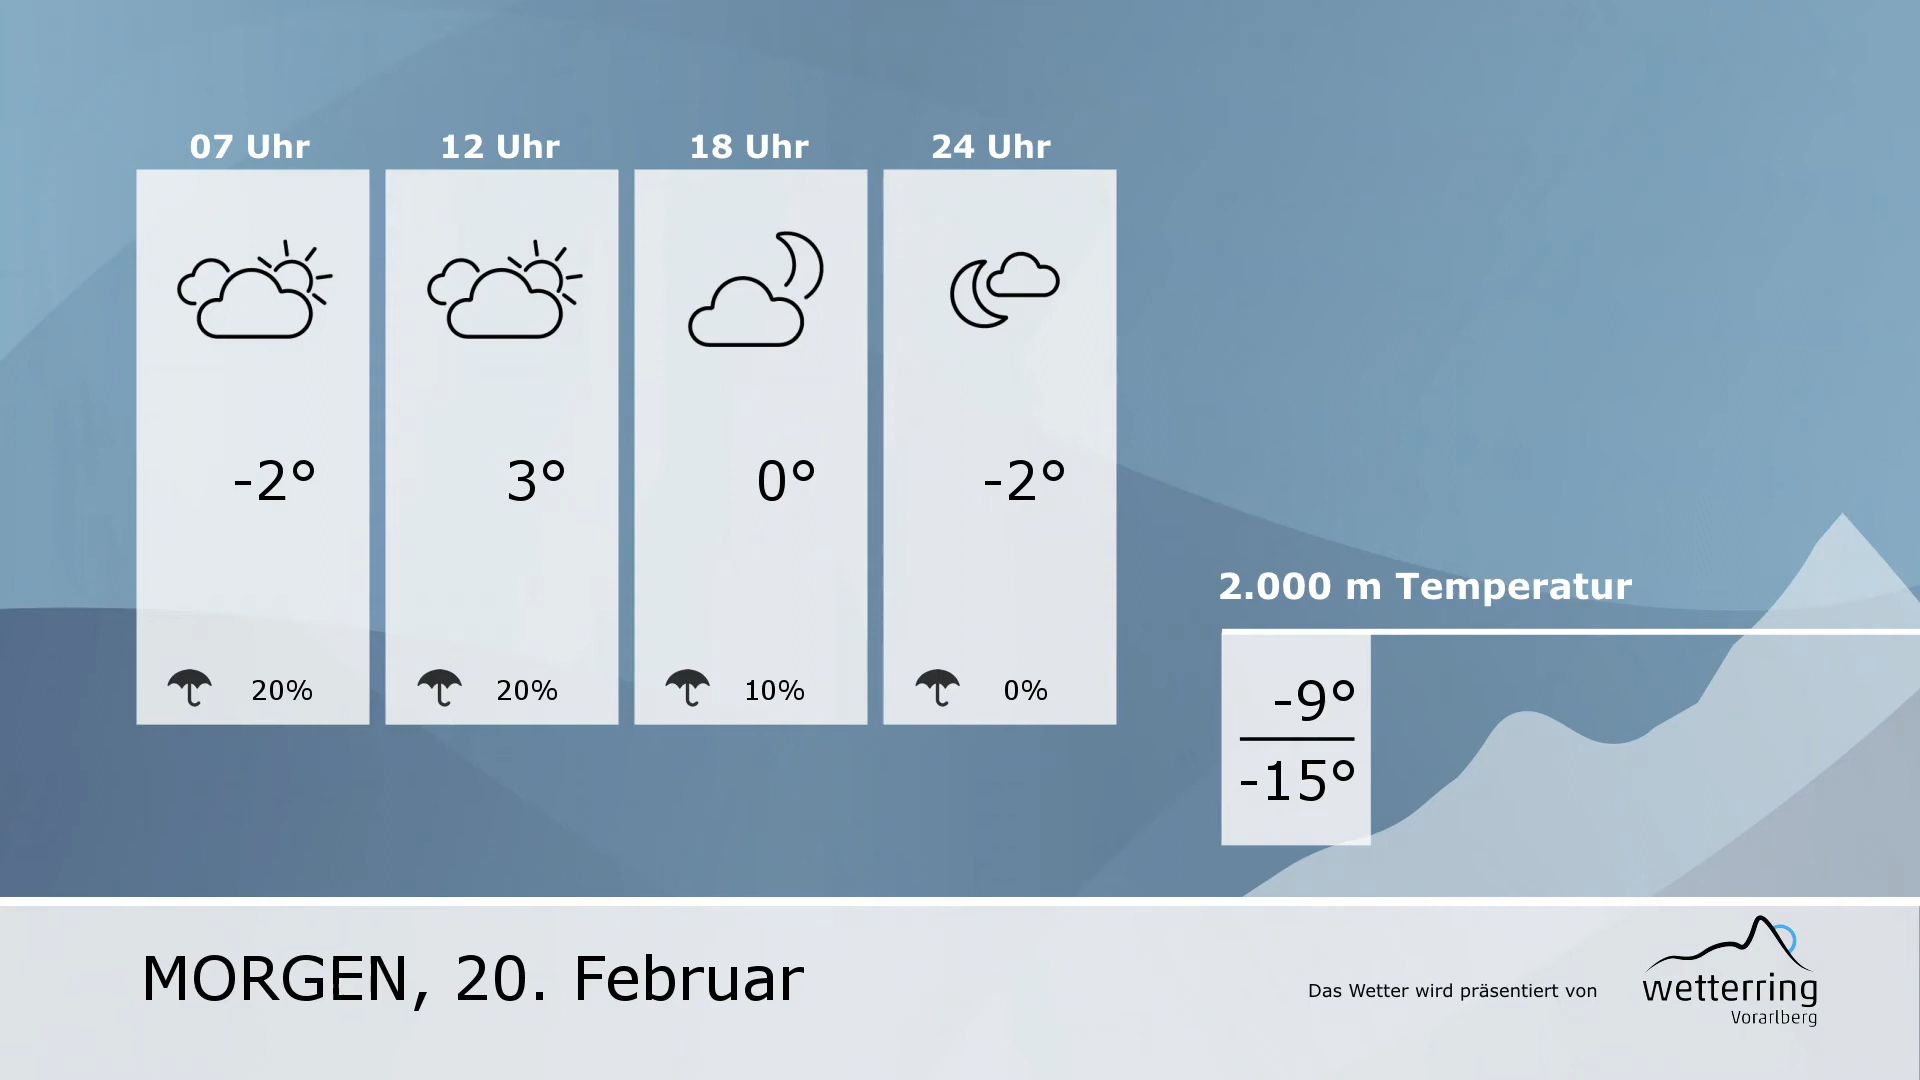 07 Uhr 12 Uhr 18 Uhr 24 Uhr
-2° 3° 0° -2°
20% 20% 10% 0%
2.000 m Temperatur
-9°
-15°
MORGEN, 20. Februar
Das Wetter wird präsentiert von
wetterring
Vorarlberg